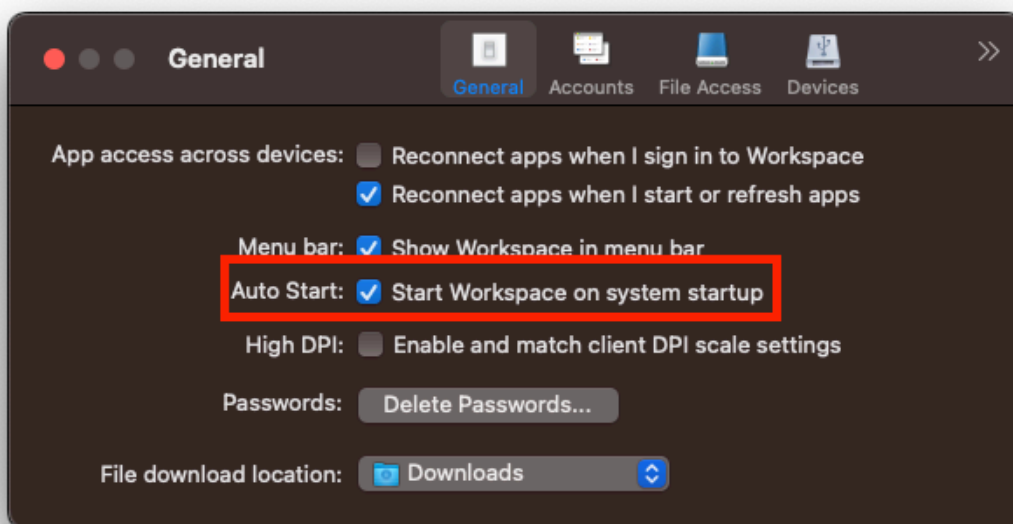 General
General Accounts File Access Devices
App access across devices: Reconnect apps when I sign in to Workspace
Reconnect apps when I start or refresh apps
Menu bar: Show Workspace in menu bar
Auto Start: Start Workspace on system startup
High DPI: Enable and match client DPI scale settings
Passwords: Delete Passwords...
File download location: Downloads